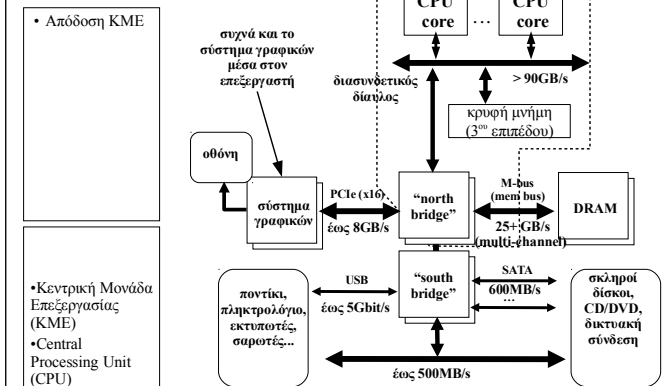 • Απόδοση ΚΜΕ
•Κεντρική Μονάδα
Επεξεργασίας
(ΚΜΕ)
•Central
Processing Unit
(CPU)
συχνά και το
σύστημα γραφικών
μέσα στον
επεξεργαστή
CPU
core
...
CPU
core
διασυνδετικός
δίαυλος
> 90GB/s
κρυφή μνήμη
(3ου επιπέδου)
οθόνη
σύστημα
γραφικών
PCIe (x16)
έως 8GB/s
“north
bridge”
M-bus
(mem bus)
25+ GB/s
(multi-channel)
DRAM
ποντίκι,
πληκτρολόγιο,
εκτυπωτές,
σαρωτές...
USB
έως 5Gbit/s
“south
bridge”
SATA
600MB/s
...
σκληροί
δίσκοι,
CD/DVD,
δικτυακή
σύνδεση
έως 500MB/s